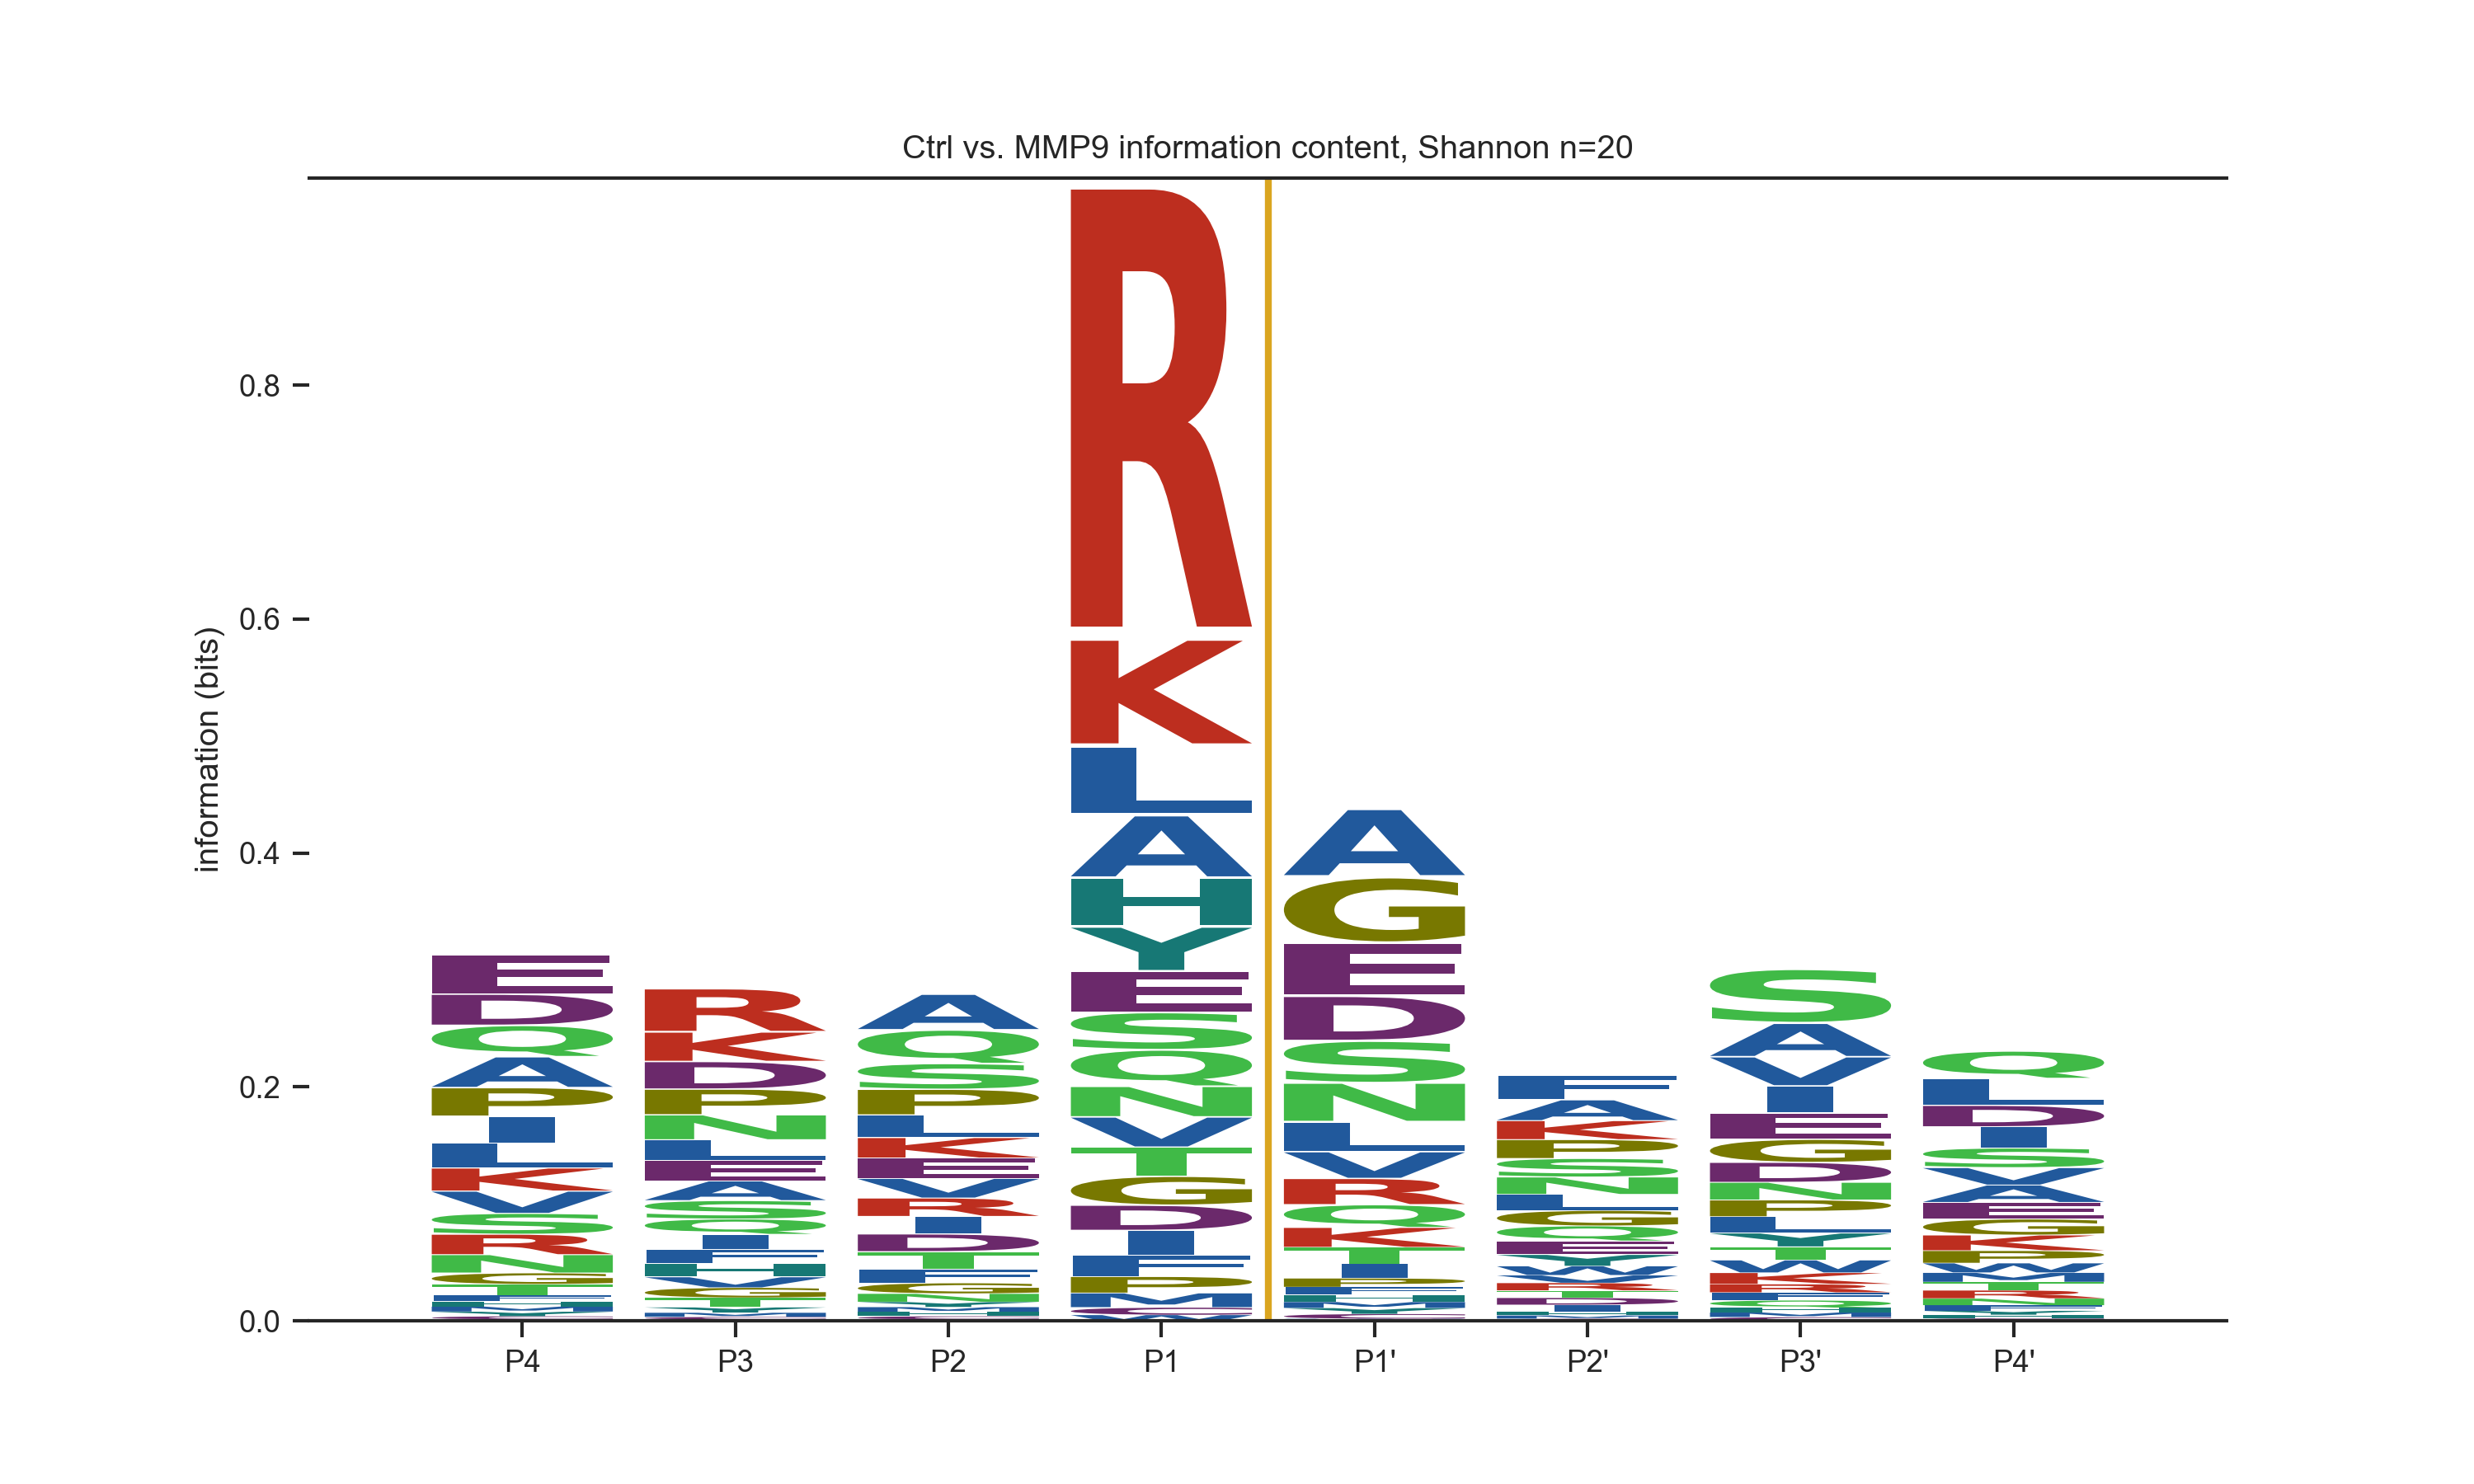 Ctrl vs. MMP9 information content, Shannon n=20
information (bits)
0.8
0.6
0.4
0.2
0.0
P4 P3 P2 P1 P1' P2' P3' P4'
R
K
L
A
H
Y
E
S
Q
N
V
T
G
D
I
F
P
M
A
G
E
D
S
N
L
V
R
Q
K
T
I
P
E
D
Q
A
P
I
L
K
V
S
R
N
G
T
R
K
D
P
N
L
E
A
S
Q
I
F
H
V
G
T
A
Q
S
P
L
K
E
V
R
I
D
T
F
G
N
F
A
K
P
S
N
L
G
Q
E
Y
S
A
V
I
E
G
D
N
P
L
Y
T
M
K
R
Q
L
D
I
S
V
A
E
G
K
P
M